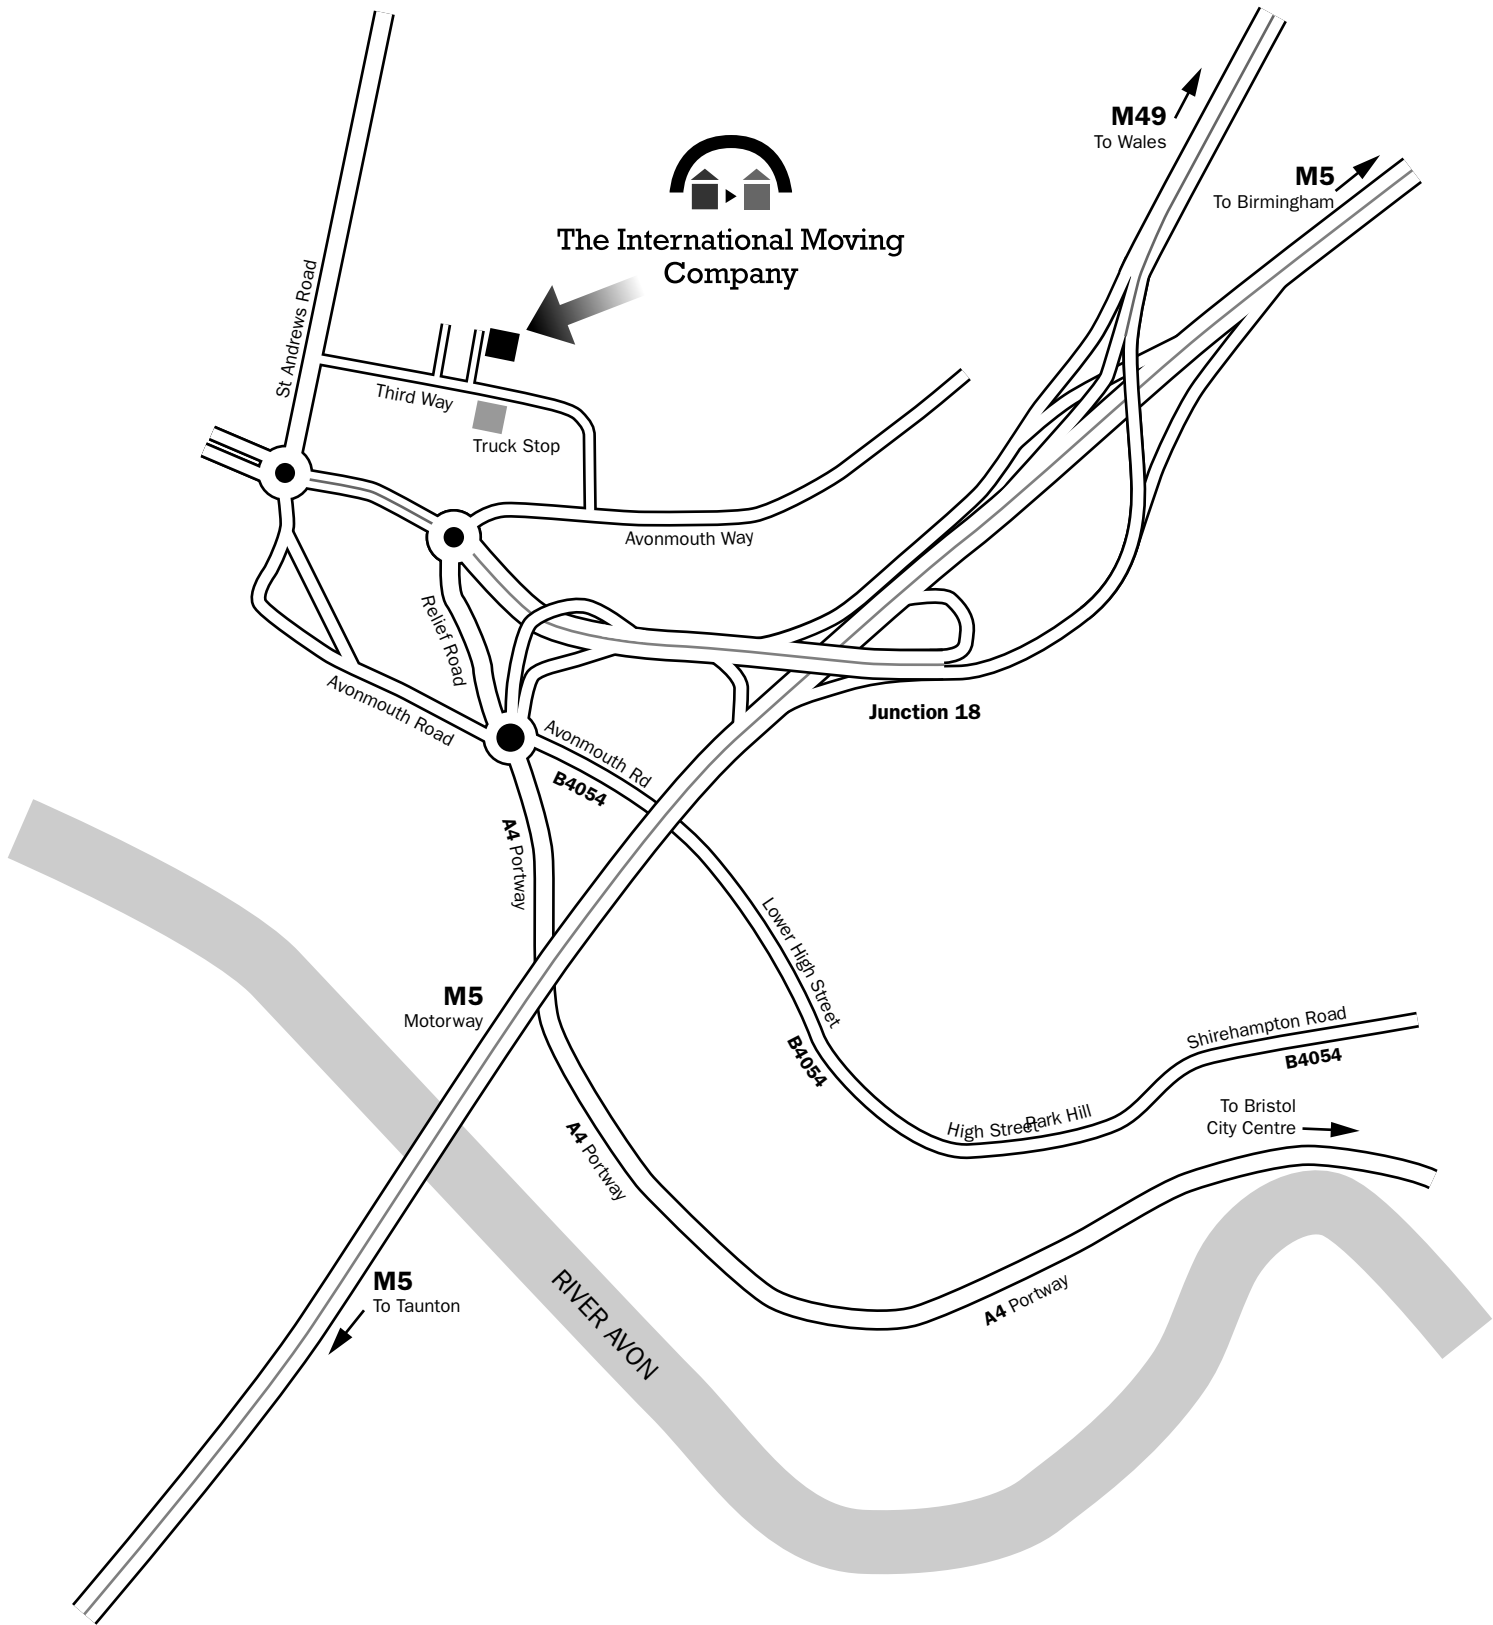 M49
To Wales
M5
To Birmingham
The International Moving
Company
St Andrews Road
Third Way
Truck Stop
Avonmouth Way
Relief Road
Avonmouth Road
Junction 18
Avonmouth Rd
B4054
A4 Portway
Lower High Street
M5
Motorway
B4054
Shirehampton Road
B4054
High Street
Park Hill
To Bristol
City Centre
A4 Portway
M5
To Taunton
RIVER AVON
A4 Portway